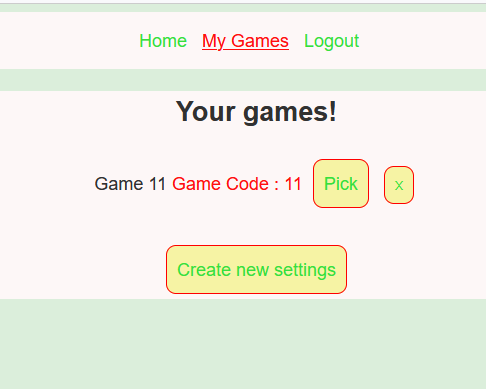 Home My Games Logout
Your games!
Game 11 Game Code : 11 Pick x
Create new settings